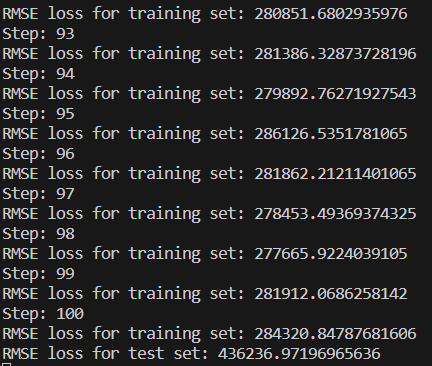 RMSE loss for training set: 280851.6802935976
Step: 93
RMSE loss for training set: 281386.32873728196
Step: 94
RMSE loss for training set: 279892.76271927543
Step: 95
RMSE loss for training set: 286126.5351781065
Step: 96
RMSE loss for training set: 281862.21211401065
Step: 97
RMSE loss for training set: 278453.49369374325
Step: 98
RMSE loss for training set: 277665.9224039105
Step: 99
RMSE loss for training set: 281912.0686258142
Step: 100
RMSE loss for training set: 284320.84787681606
RMSE loss for test set: 436236.97196965636